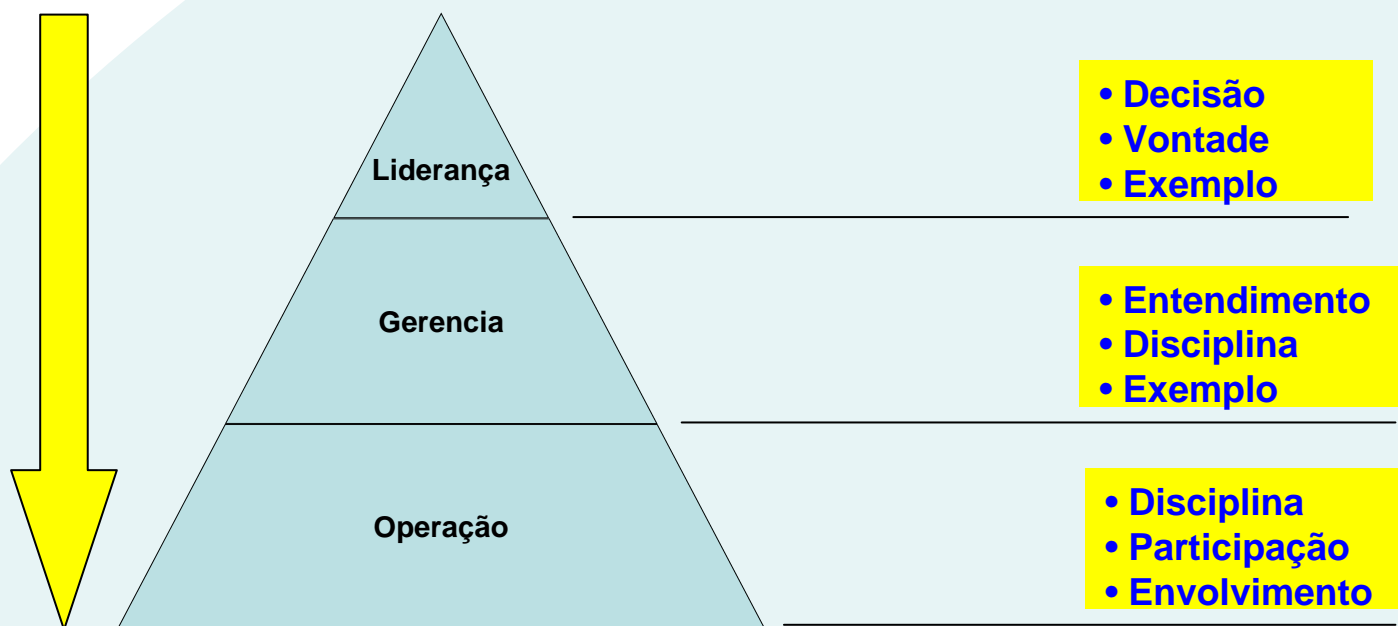 Liderança
• Decisão
• Vontade
• Exemplo
Gerencia
• Entendimento
• Disciplina
• Exemplo
Operação
• Disciplina
• Participação
• Envolvimento